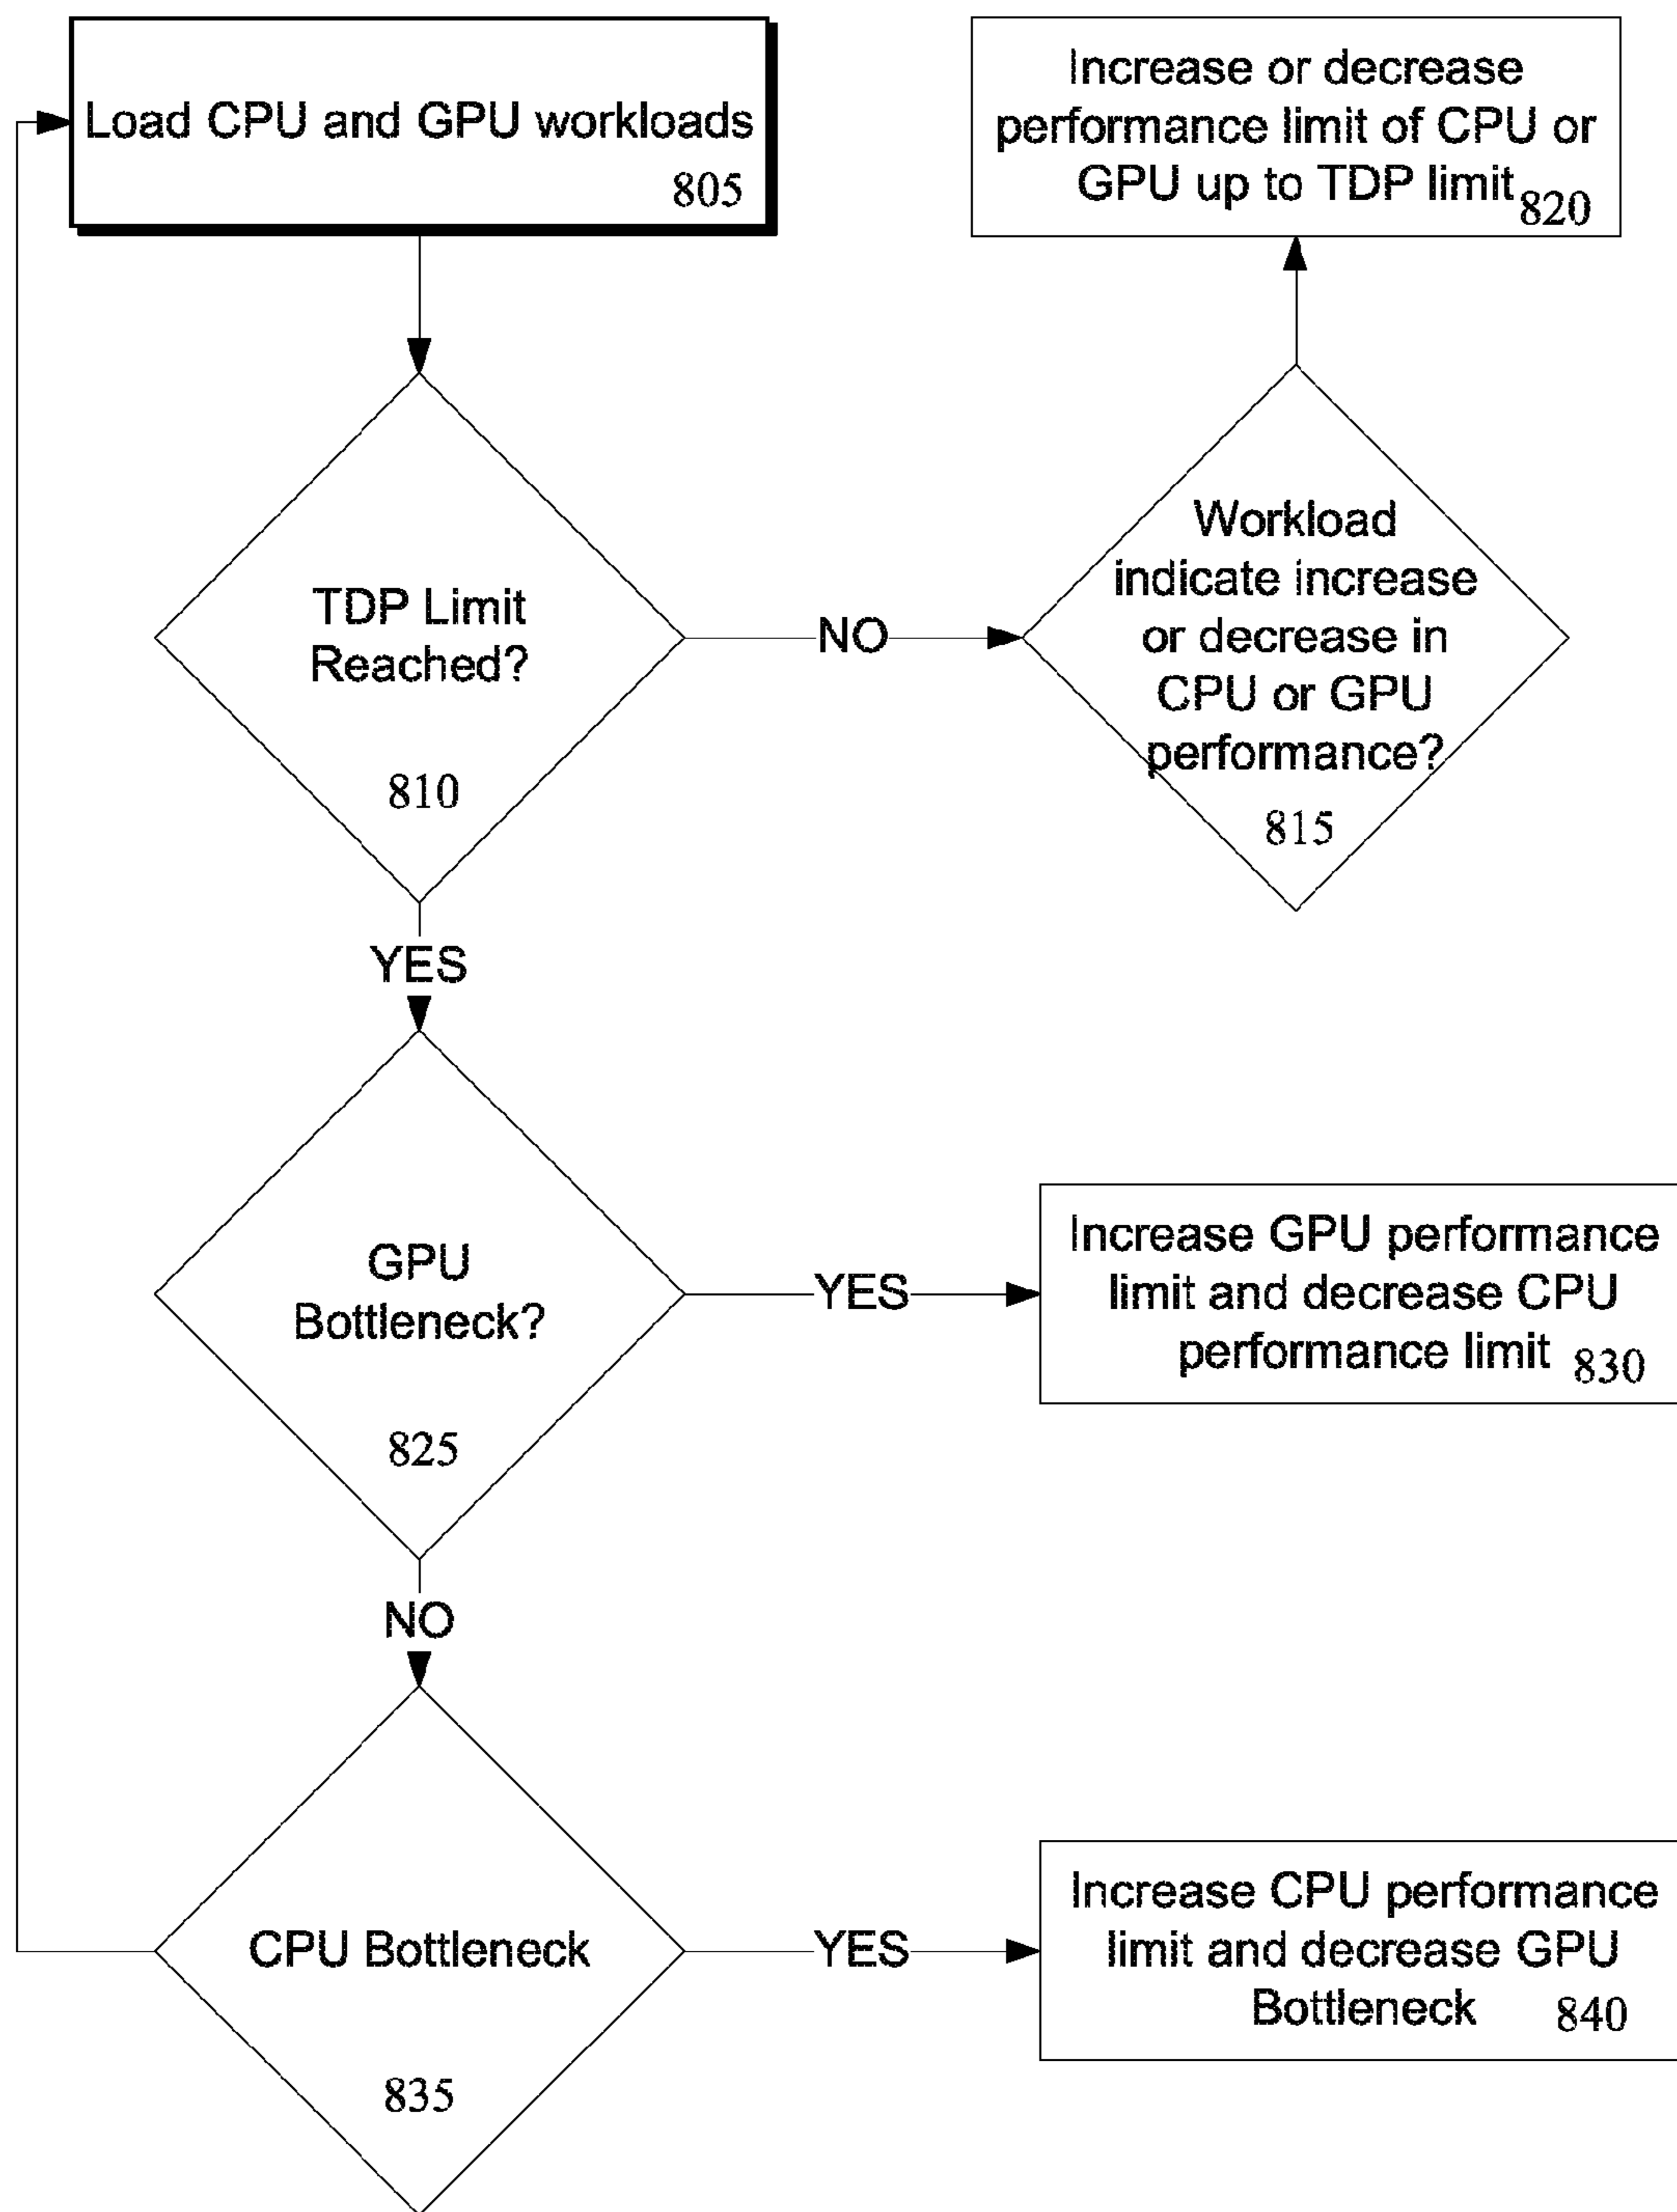 Load CPU and GPU workloads
805
Increase or decrease
performance limit of CPU or
GPU up to TDP limit
820
TDP Limit
Reached?
810
NO
Workload
indicate increase
or decrease in
CPU or GPU
performance?
815
YES
GPU
Bottleneck?
825
YES
Increase GPU performance
limit and decrease CPU
performance limit
830
NO
CPU Bottleneck
835
YES
Increase CPU performance
limit and decrease GPU
Bottleneck
840